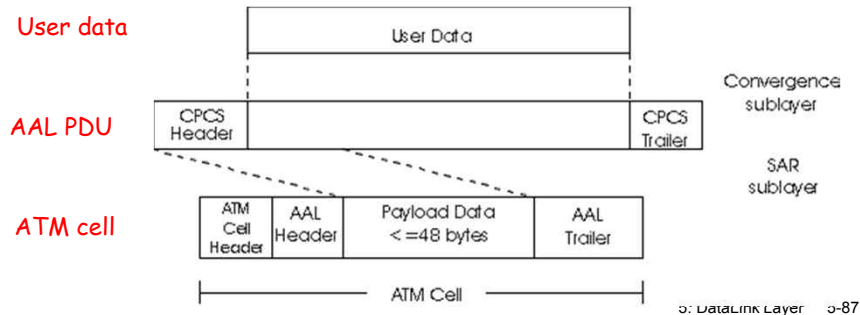 User data
User Data
Convergence
sublayer
AAL PDU
CPCS
Header
CPCS
Trailer
SAR
sublayer
ATM cell
ATM
Cell
Header
AAL
Header
Payload Data
<=48 bytes
AAL
Trailer
ATM Cell
5: DataLink Layer 5-87